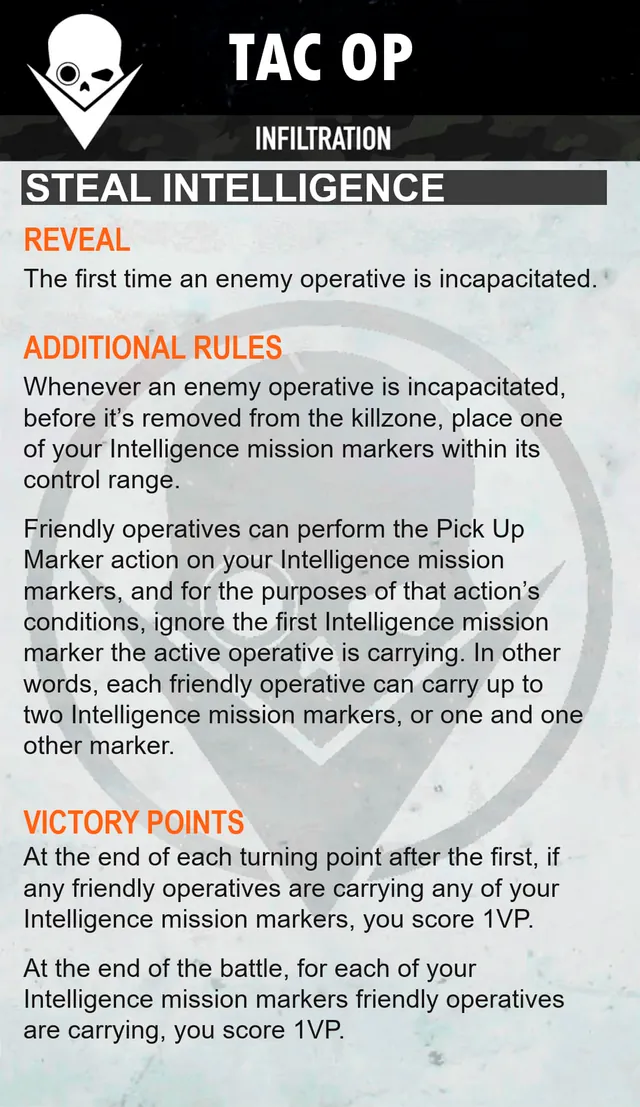 TAC OP
INFILTRATION
STEAL INTELLIGENCE
REVEAL
The first time an enemy operative is incapacitated.
ADDITIONAL RULES
Whenever an enemy operative is incapacitated,
before it’s removed from the killzone, place one
of your Intelligence mission markers within its
control range.
Friendly operatives can perform the Pick Up
Marker action on your Intelligence mission
markers, and for the purposes of that action’s
conditions, ignore the first Intelligence mission
marker the active operative is carrying. In other
words, each friendly operative can carry up to
two Intelligence mission markers, or one and one
other marker.
VICTORY POINTS
At the end of each turning point after the first, if
any friendly operatives are carrying any of your
Intelligence mission markers, you score 1VP.
At the end of the battle, for each of your
Intelligence mission markers friendly operatives
are carrying, you score 1VP.